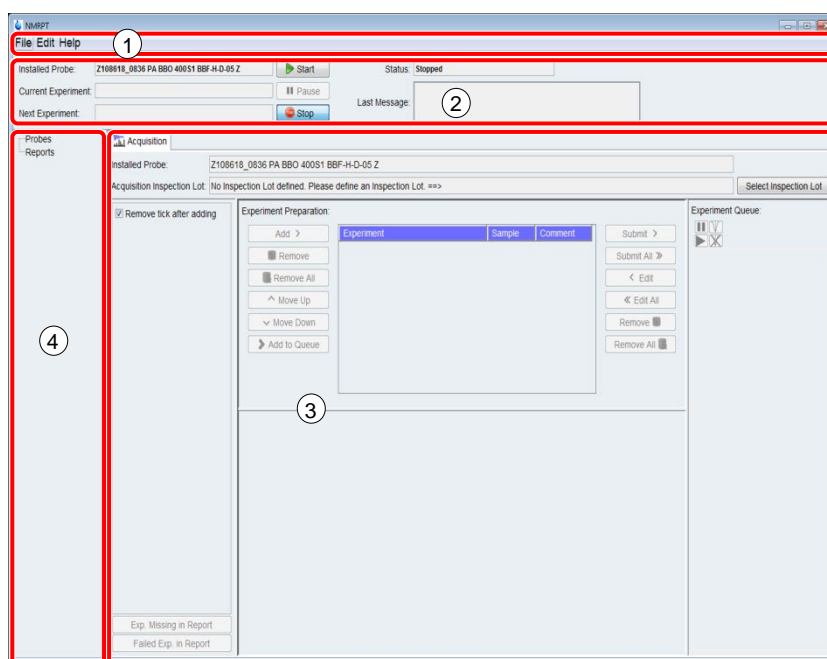 NMRPT
File Edit Help
1
Installed Probe: Z108618_0836 PA BBO 400S1 BBF-H-D-05 Z Start Status: Stopped
Current Experiment: Pause
Last Message: 2
Next Experiment: Stop
Probes
Reports
Acquisition
Installed Probe: Z108618_0836 PA BBO 400S1 BBF-H-D-05 Z
Acquisition Inspection Lot: No Inspection Lot defined. Please define an Inspection Lot. ==> Select Inspection Lot
Remove tick after adding
Experiment Preparation:
Experiment Queue:
Add Experiment Sample Comment Submit
Remove Submit All
Remove All Edit
Move Up Edit All
Move Down Remove
Add to Queue Remove All
4
3
Exp. Missing in Report
Failed Exp. in Report